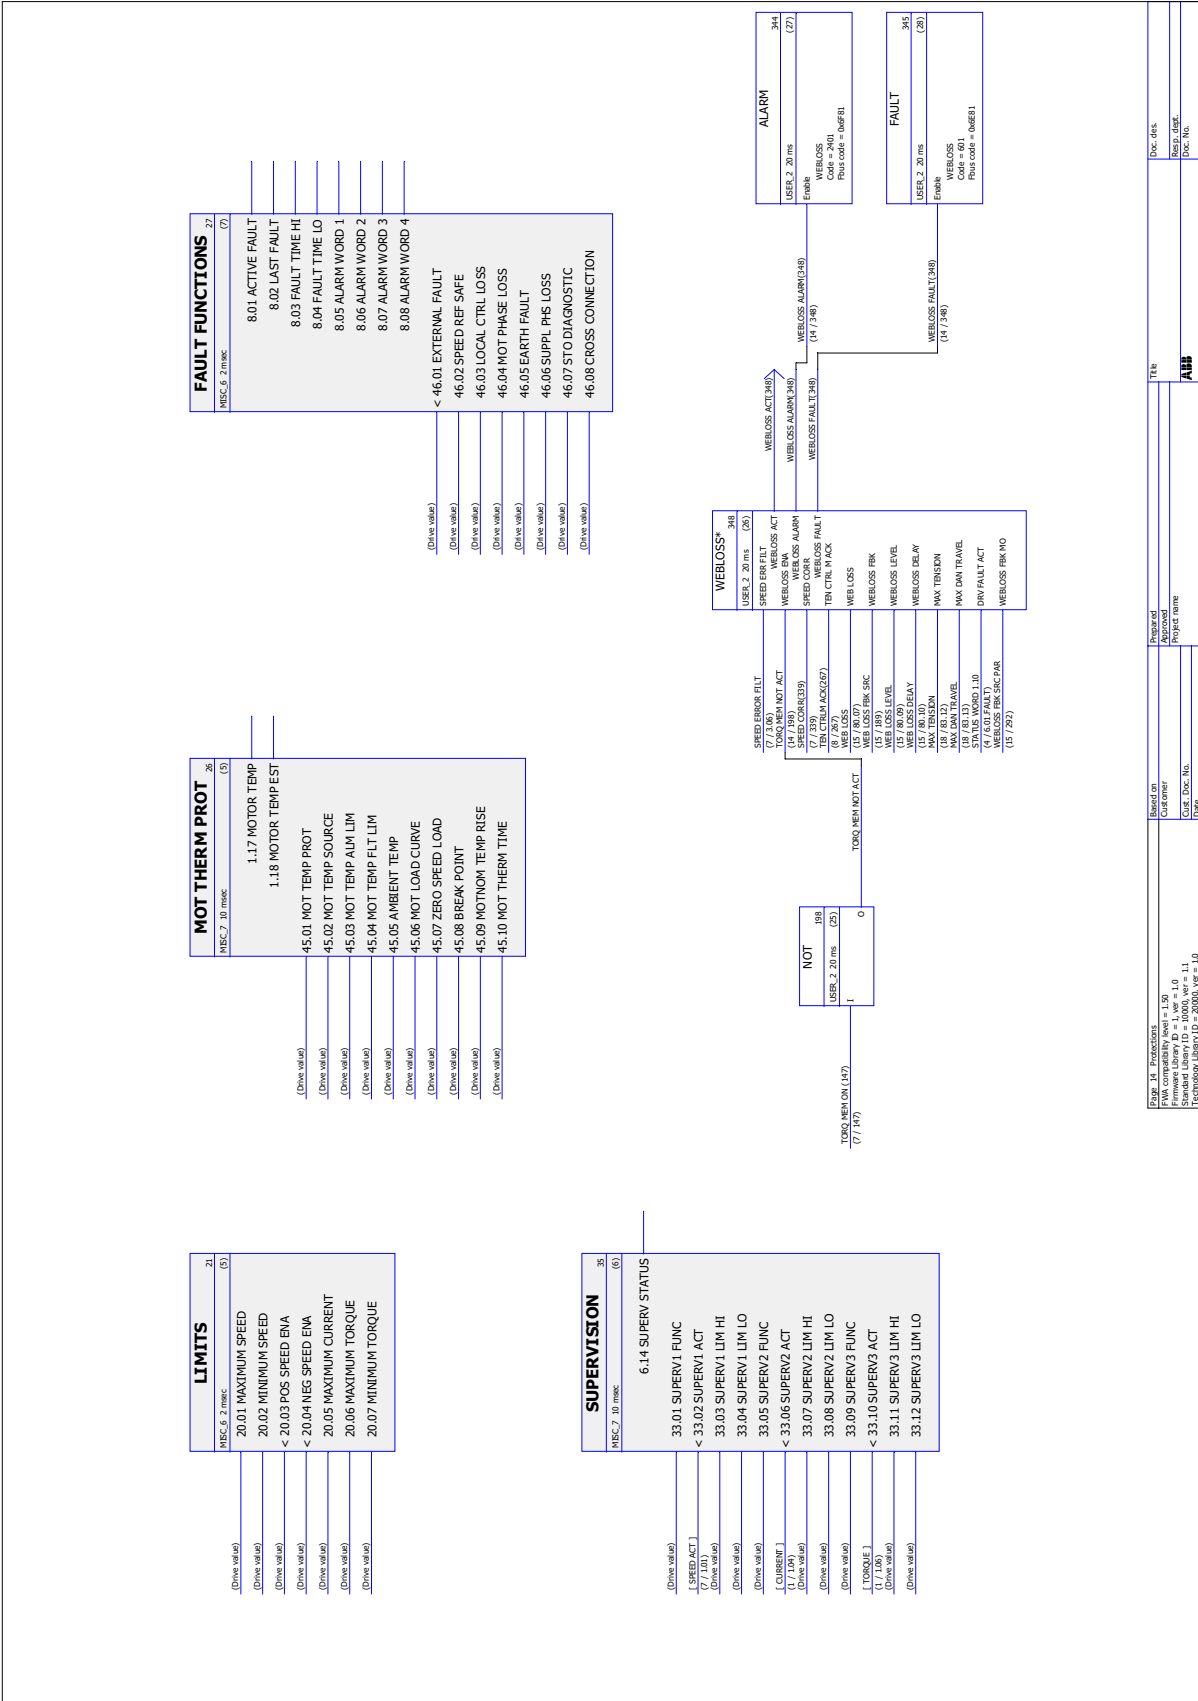 LIMITS
21
MISC_6 2 msec
(5)
20.01 MAXIMUM SPEED
20.02 MINIMUM SPEED
< 20.03 POS SPEED ENA
< 20.04 NEG SPEED ENA
20.05 MAXIMUM CURRENT
20.06 MAXIMUM TORQUE
20.07 MINIMUM TORQUE
(Drive value)
(Drive value)
(Drive value)
(Drive value)
(Drive value)
(Drive value)
(Drive value)
MOT THERM PROT
26
MISC_7 10 msec
(5)
1.17 MOTOR TEMP
1.18 MOTOR TEMP EST
45.01 MOT TEMP PROT
45.02 MOT TEMP SOURCE
45.03 MOT TEMP ALM LIM
45.04 MOT TEMP FLT LIM
45.05 AMBIENT TEMP
45.06 MOT LOAD CURVE
45.07 ZERO SPEED LOAD
45.08 BREAK POINT
45.09 MOTNOM TEMP RISE
45.10 MOT THERM TIME
(Drive value)
(Drive value)
(Drive value)
(Drive value)
(Drive value)
(Drive value)
(Drive value)
(Drive value)
(Drive value)
(Drive value)
FAULT FUNCTIONS
27
MISC_6 2 msec
(7)
8.01 ACTIVE FAULT
8.02 LAST FAULT
8.03 FAULT TIME HI
8.04 FAULT TIME LO
8.05 ALARM WORD 1
8.06 ALARM WORD 2
8.07 ALARM WORD 3
8.08 ALARM WORD 4
< 46.01 EXTERNAL FAULT
46.02 SPEED REF SAFE
46.03 LOCAL CTRL LOSS
46.04 MOT PHASE LOSS
46.05 EARTH FAULT
46.06 SUPPL PHS LOSS
46.07 STO DIAGNOSTIC
46.08 CROSS CONNECTION
(Drive value)
(Drive value)
(Drive value)
(Drive value)
(Drive value)
(Drive value)
(Drive value)
(Drive value)
SUPERVISION
35
MISC_7 10 msec
(6)
6.14 SUPERV STATUS
33.01 SUPERV1 FUNC
< 33.02 SUPERV1 ACT
33.03 SUPERV1 LIM HI
33.04 SUPERV1 LIM LO
33.05 SUPERV2 FUNC
< 33.06 SUPERV2 ACT
33.07 SUPERV2 LIM HI
33.08 SUPERV2 LIM LO
33.09 SUPERV3 FUNC
< 33.10 SUPERV3 ACT
33.11 SUPERV3 LIM HI
33.12 SUPERV3 LIM LO
(Drive value)
[ SPEED ACT ]
(7 / 1.01)
(Drive value)
(Drive value)
(Drive value)
[ CURRENT ]
(1 / 1.04)
(Drive value)
(Drive value)
(Drive value)
[ TORQUE ]
(1 / 1.06)
(Drive value)
(Drive value)
TORQ MEM ON (147)
(7 / 147)
NOT
198
USER_2 20 ms
(25)
I
O
TORQ MEM NOT ACT
SPEED ERROR FILT
(7 / 3.06)
TORQ MEM NOT ACT
(14 / 198)
SPEED CORR(339)
(7 / 339)
TEN CTRLM ACK(267)
(8 / 267)
WEB LOSS
(15 / 80.07)
WEB LOSS FBK SRC
(15 / 189)
WEB LOSS LEVEL
(15 / 80.09)
WEB LOSS DELAY
(15 / 80.10)
MAX TENSION
(18 / 83.12)
MAX DAN TRAVEL
(18 / 83.13)
STATUS WORD 1.10
(4 / 6.01.FAULT)
WEBLOSS FBK SRC PAR
(15 / 292)
WEBLOSS*
348
USER_2 20 ms
(26)
SPEED ERR FILT
WEBLOSS ACT
WEBLOSS ENA
WEBLOSS ALARM
SPEED CORR
WEBLOSS FAULT
TEN CTRL M ACK
WEB LOSS
WEBLOSS FBK
WEBLOSS LEVEL
WEBLOSS DELAY
MAX TENSION
MAX DAN TRAVEL
DRV FAULT ACT
WEBLOSS FBK MO
WEBLOSS ACT(348)
WEBLOSS ALARM(348)
WEBLOSS FAULT(348)
WEBLOSS ALARM(348)
(14 / 348)
WEBLOSS FAULT(348)
(14 / 348)
ALARM
344
USER_2 20 ms
(27)
Enable
WEBLOSS
Code = 2401
Fbus code = 0x6F81
FAULT
345
USER_2 20 ms
(28)
Enable
WEBLOSS
Code = 601
Fbus code = 0x6E81
Page 14 Protections
FWA compatibility level = 1.50
Firmware Library ID = 1, ver = 1.0
Standard Library ID = 10000, ver = 1.1
Technology Library ID = 20000, ver = 1.0
Based on
Customer
Cust. Doc. No.
Date
Prepared
Approved
Project name
Title
ABB
Doc. des.
Resp. dept.
Doc. No.